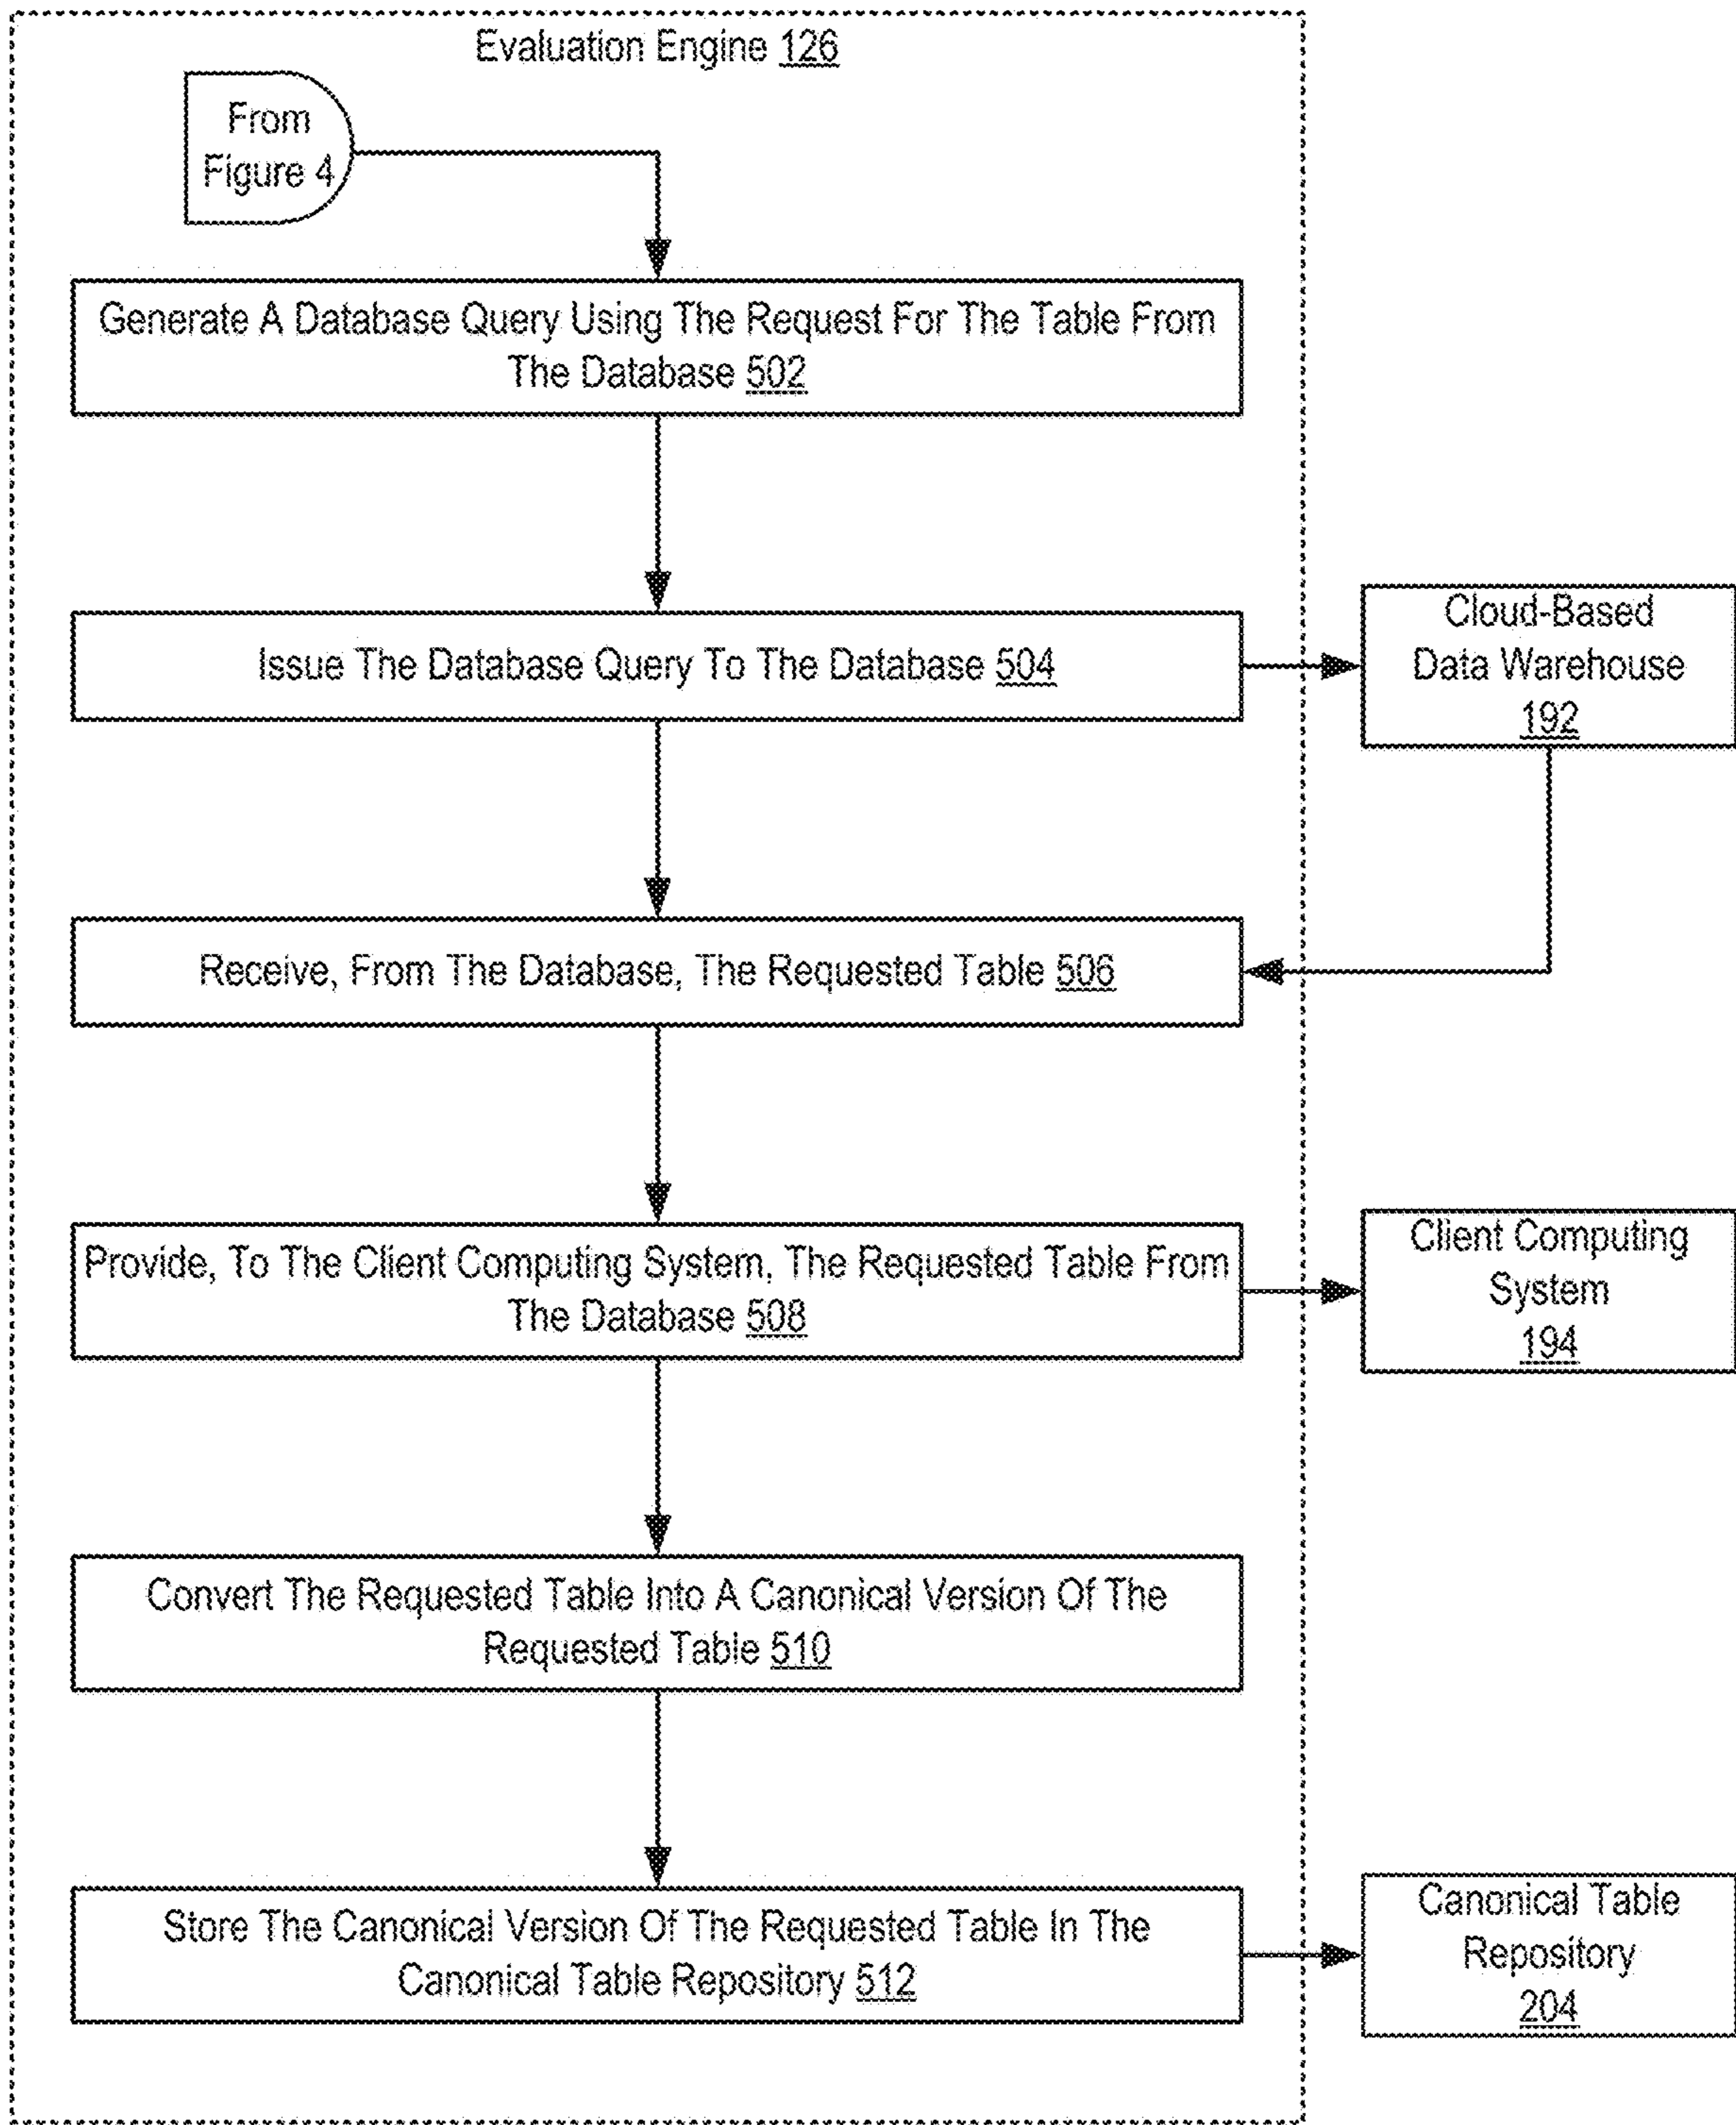 Evaluation Engine 126
From
Figure 4
Generate A Database Query Using The Request For The Table From
The Database 502
Issue The Database Query To The Database 504
Cloud-Based
Data Warehouse
192
Receive, From The Database, The Requested Table 506
Provide, To The Client Computing System, The Requested Table From
The Database 508
Client Computing
System
194
Convert The Requested Table Into A Canonical Version Of The
Requested Table 510
Store The Canonical Version Of The Requested Table In The
Canonical Table Repository 512
Canonical Table
Repository
204